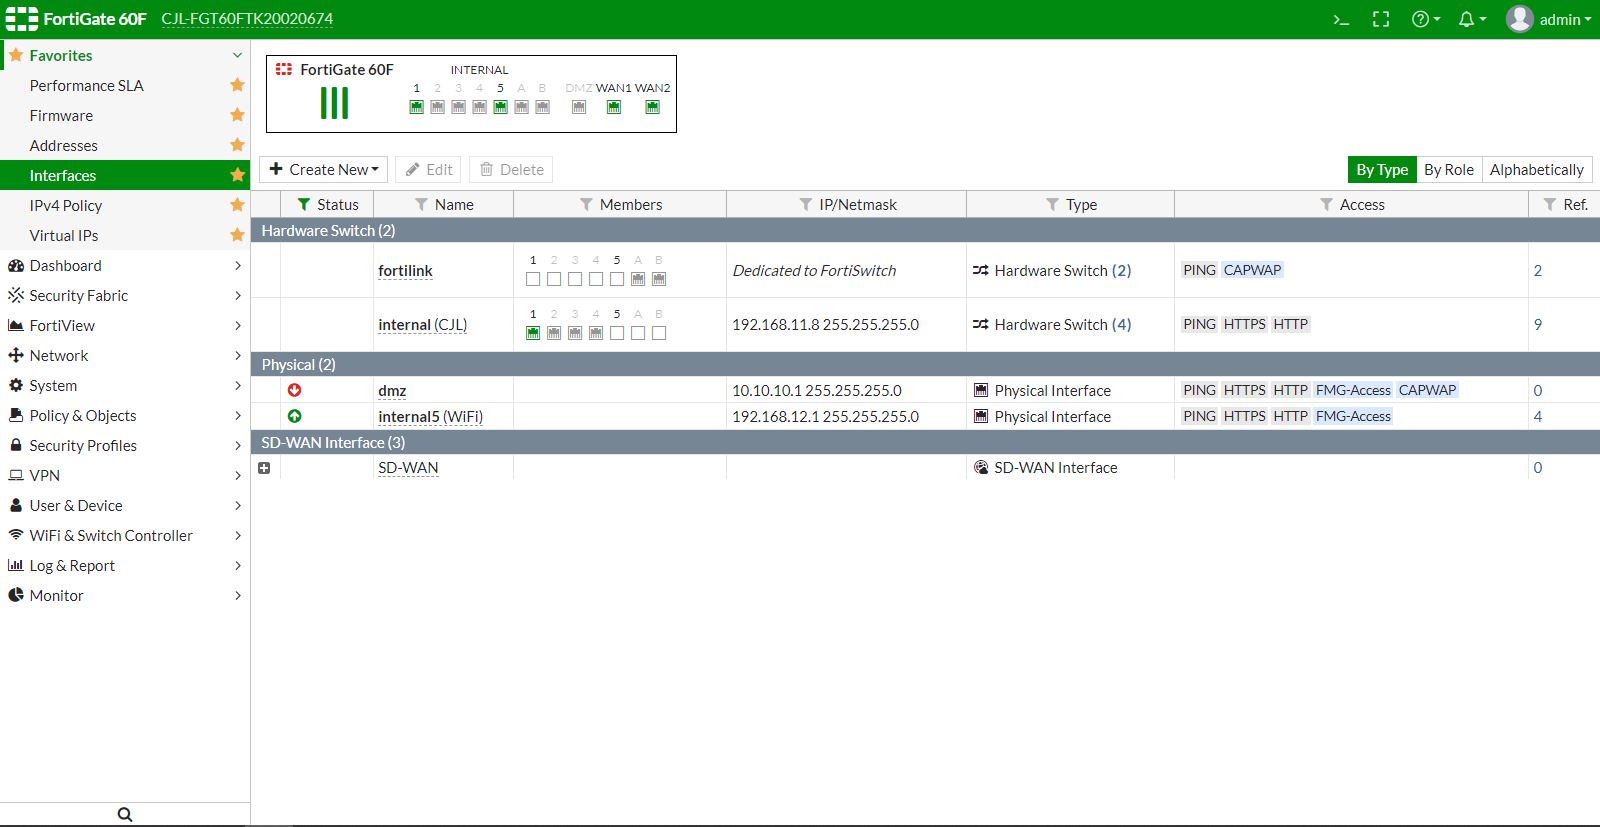 FortiGate 60F CJL-FGT60FTK20020674 admin
Favorites
Performance SLA
Firmware
Addresses
Interfaces
IPv4 Policy
Virtual IPs
Dashboard
Security Fabric
FortiView
Network
System
Policy & Objects
Security Profiles
VPN
User & Device
WiFi & Switch Controller
Log & Report
Monitor
FortiGate 60F INTERNAL
1 2 3 4 5 A B DMZ WAN1 WAN2
Create New Edit Delete By Type By Role Alphabetically
Status Name Members IP/Netmask Type Access Ref.
Hardware Switch (2)
1 2 3 4 5 A B
fortilink Dedicated to FortiSwitch Hardware Switch (2) PING CAPWAP 2
1 2 3 4 5 A B
internal (CJL) 192.168.11.8 255.255.255.0 Hardware Switch (4) PING HTTPS HTTP 9
Physical (2)
dmz 10.10.10.1 255.255.255.0 Physical Interface PING HTTPS HTTP FMG-Access CAPWAP 0
internal5 (WiFi) 192.168.12.1 255.255.255.0 Physical Interface PING HTTPS HTTP FMG-Access 4
SD-WAN Interface (3)
SD-WAN SD-WAN Interface 0